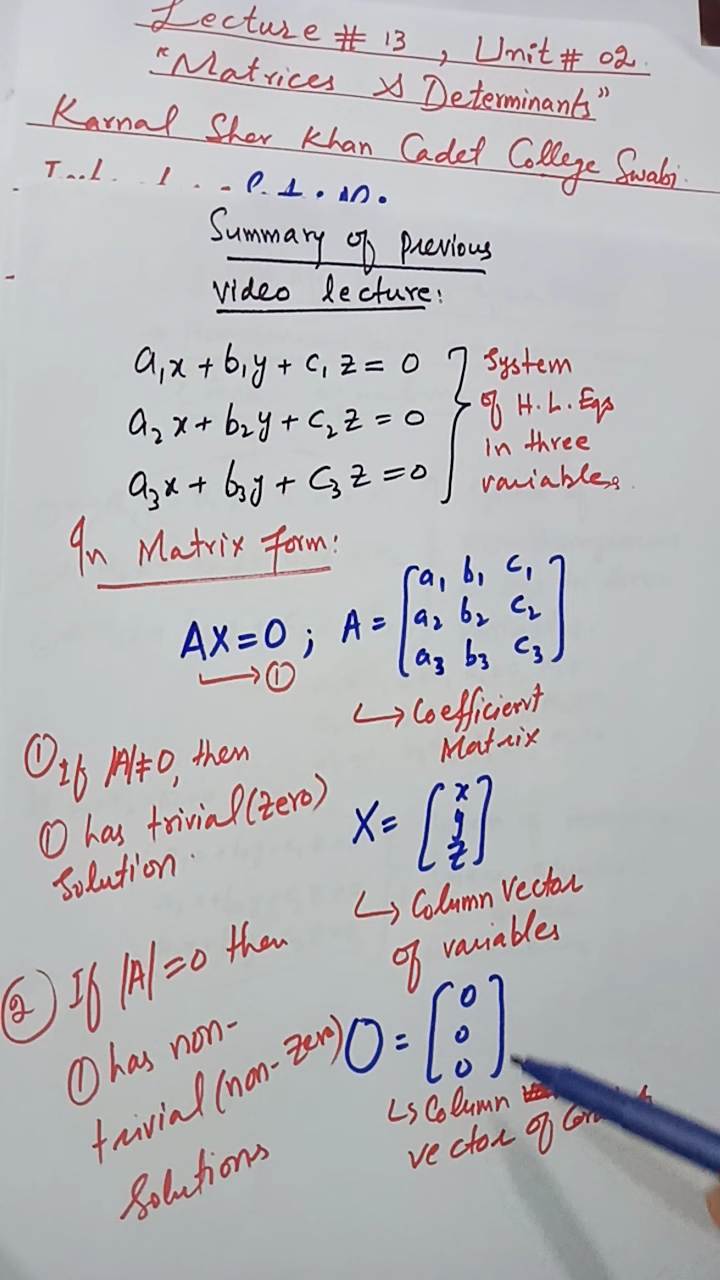 Lecture # 13, Unit # 02.
"Matrices & Determinants"
Karnal Sher Khan Cadet College Swabi.
Summary of previous
video lecture:
a₁x + b₁y + c₁z = 0
a₂x + b₂y + c₂z = 0
a₃x + b₃y + c₃z = 0
System
of H.L.Eqs
in three
variables.
In Matrix form:
AX=O ; A = [a₁ b₁ c₁
a₂ b₂ c₂
a₃ b₃ c₃]
→ ①
↳ Coefficient
Matrix
① If |A|≠0, then
① has trivial (zero)
solution.
X = [x
y
z]
↳ Column vector
of variables
② If |A|=0 then
① has non-
trivial (non-zero)
solutions
O = [0
0
0]
↳ Column
vector of